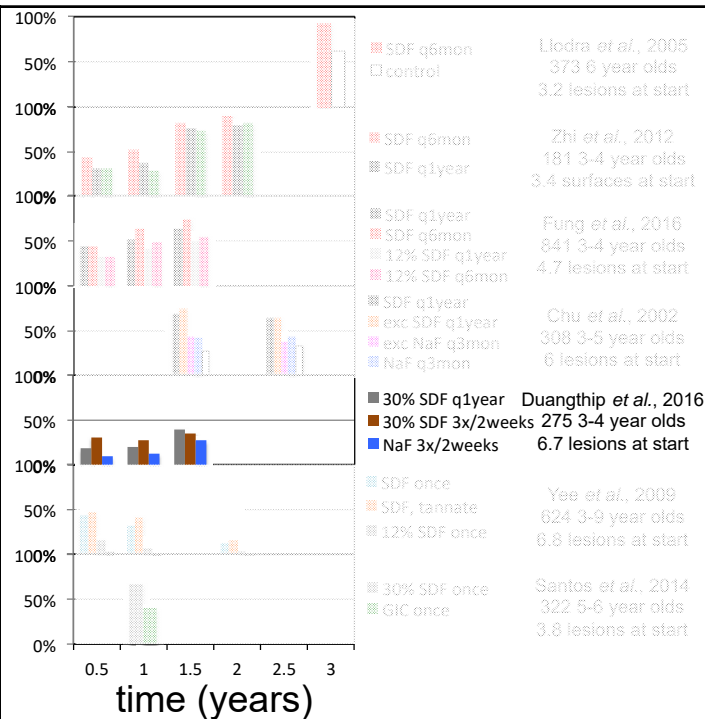 100%
SDF q6mon
control
Llodra et al., 2005
373 6 year olds
3.2 lesions at start
50%
100%
SDF q6mon
SDF q1year
Zhi et al., 2012
181 3-4 year olds
3.4 surfaces at start
50%
100%
SDF q1year
SDF q6mon
12% SDF q1year
12% SDF q6mon
Fung et al., 2016
841 3-4 year olds
4.7 lesions at start
50%
100%
SDF q1year
exc SDF q1year
exc NaF q3mon
NaF q3mon
Chu et al., 2002
308 3-5 year olds
6 lesions at start
50%
100%
30% SDF q1year
30% SDF 3x/2weeks
NaF 3x/2weeks
Duangthip et al., 2016
275 3-4 year olds
6.7 lesions at start
50%
100%
SDF once
SDF, tannate
12% SDF once
Yee et al., 2009
624 3-9 year olds
6.8 lesions at start
50%
100%
30% SDF once
GIC once
Santos et al., 2014
322 5-6 year olds
3.8 lesions at start
50%
0%
0.5 1 1.5 2 2.5 3
time (years)